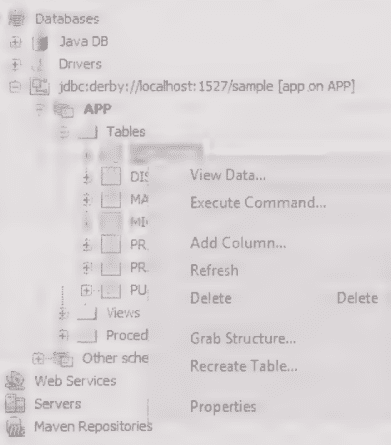 Databases
Java DB
Drivers
jdbc:derby://localhost:1527/sample [app on APP]
APP
Tables
DIS
MA
MI
PR
PR
PU
Views
Proced
Other sche
Web Services
Servers
Maven Repositories
View Data...
Execute Command...
Add Column...
Refresh
Delete Delete
Grab Structure...
Recreate Table...
Properties